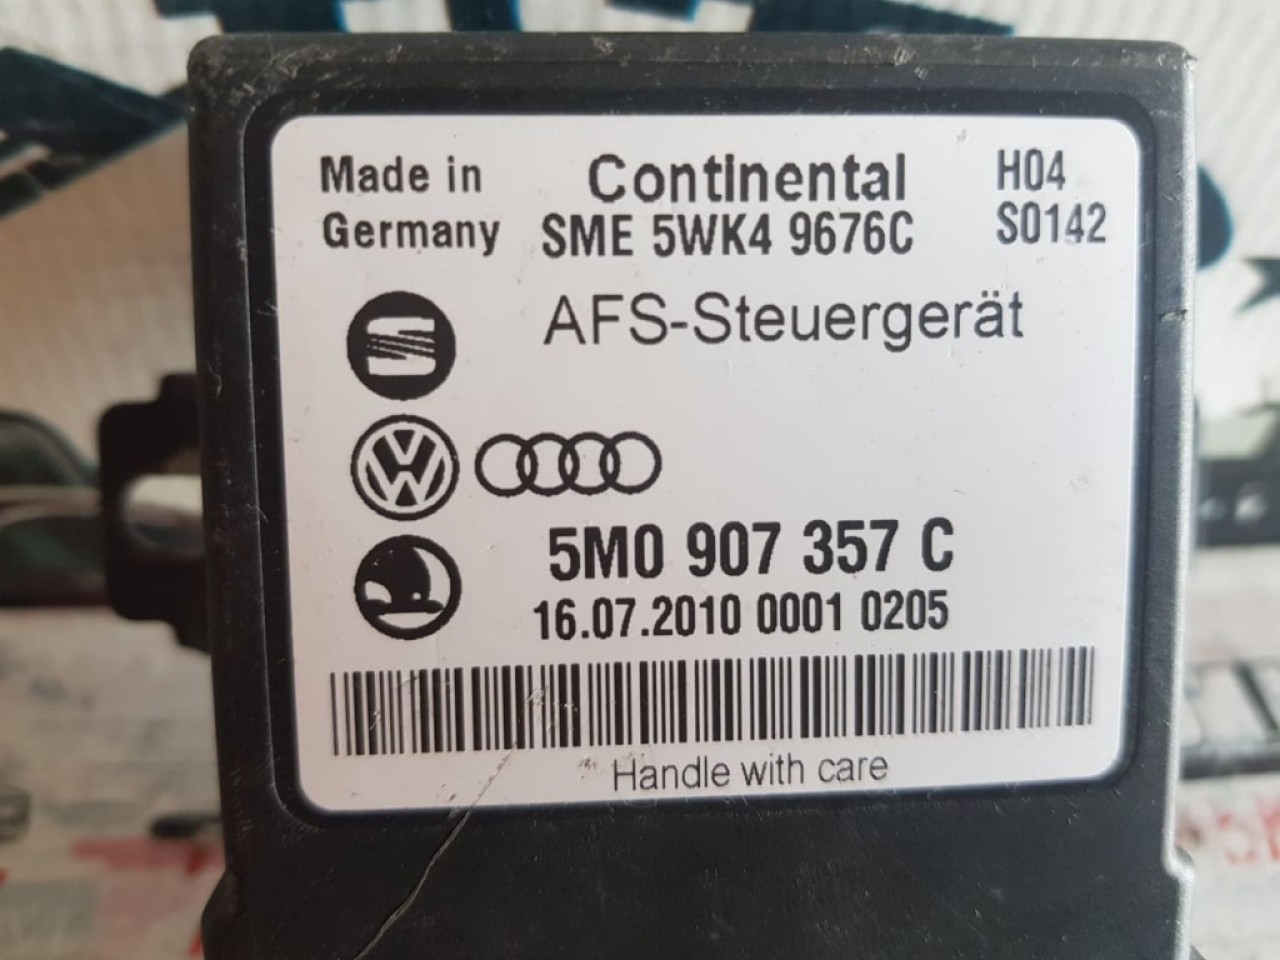 Made in
Germany
Continental
SME 5WK4 9676C
H04
S0142
AFS-Steuergerät
5M0 907 357 C
16.07.2010 0001 0205
Handle with care